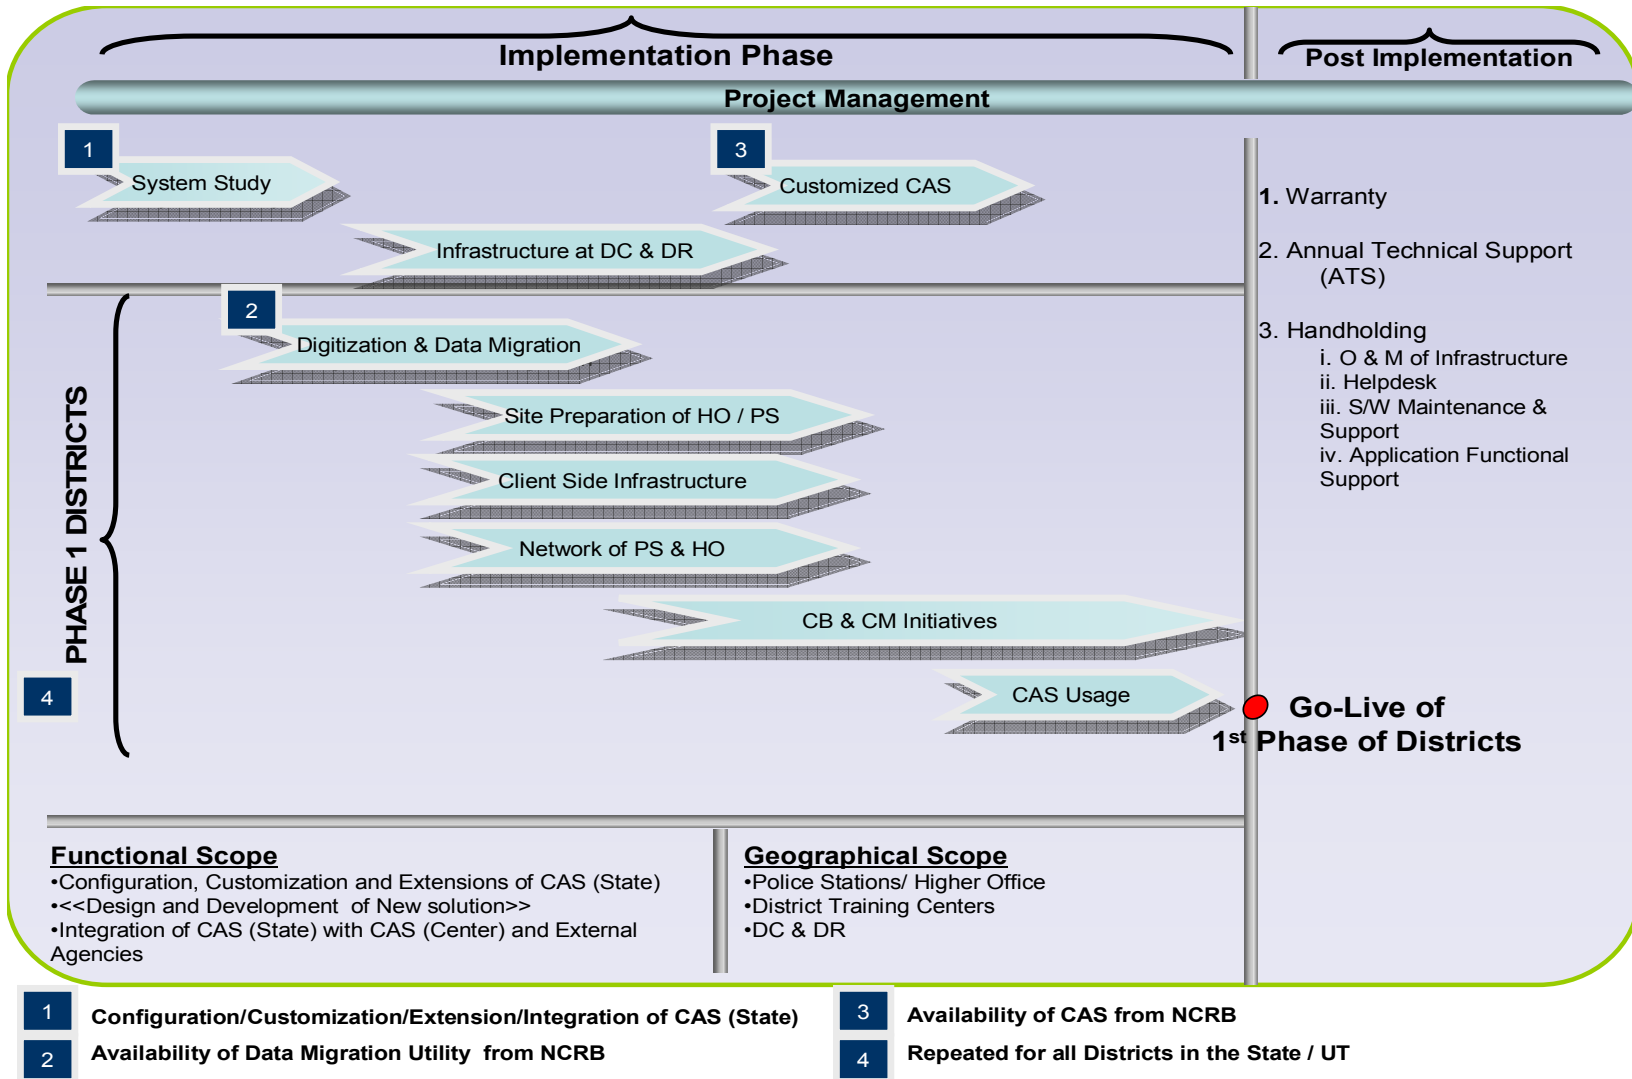 Implementation Phase
Post Implementation
Project Management
1
System Study
3
Customized CAS
Infrastructure at DC & DR
1. Warranty
2. Annual Technical Support
(ATS)
3. Handholding
i. O & M of Infrastructure
ii. Helpdesk
iii. S/W Maintenance &
Support
iv. Application Functional
Support
PHASE 1 DISTRICTS
2
Digitization & Data Migration
Site Preparation of HO / PS
Client Side Infrastructure
Network of PS & HO
CB & CM Initiatives
4
CAS Usage
Go-Live of
1st Phase of Districts
Functional Scope
•Configuration, Customization and Extensions of CAS (State)
•<<Design and Development of New solution>>
•Integration of CAS (State) with CAS (Center) and External
Agencies
Geographical Scope
•Police Stations/ Higher Office
•District Training Centers
•DC & DR
1 Configuration/Customization/Extension/Integration of CAS (State)
2 Availability of Data Migration Utility from NCRB
3 Availability of CAS from NCRB
4 Repeated for all Districts in the State / UT